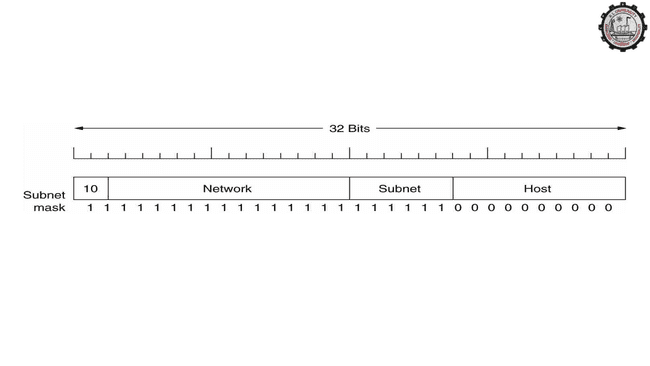 32 Bits
10 Network Subnet Host
Subnet
mask 1 1 1 1 1 1 1 1 1 1 1 1 1 1 1 1 1 1 1 1 1 1 0 0 0 0 0 0 0 0 0 0